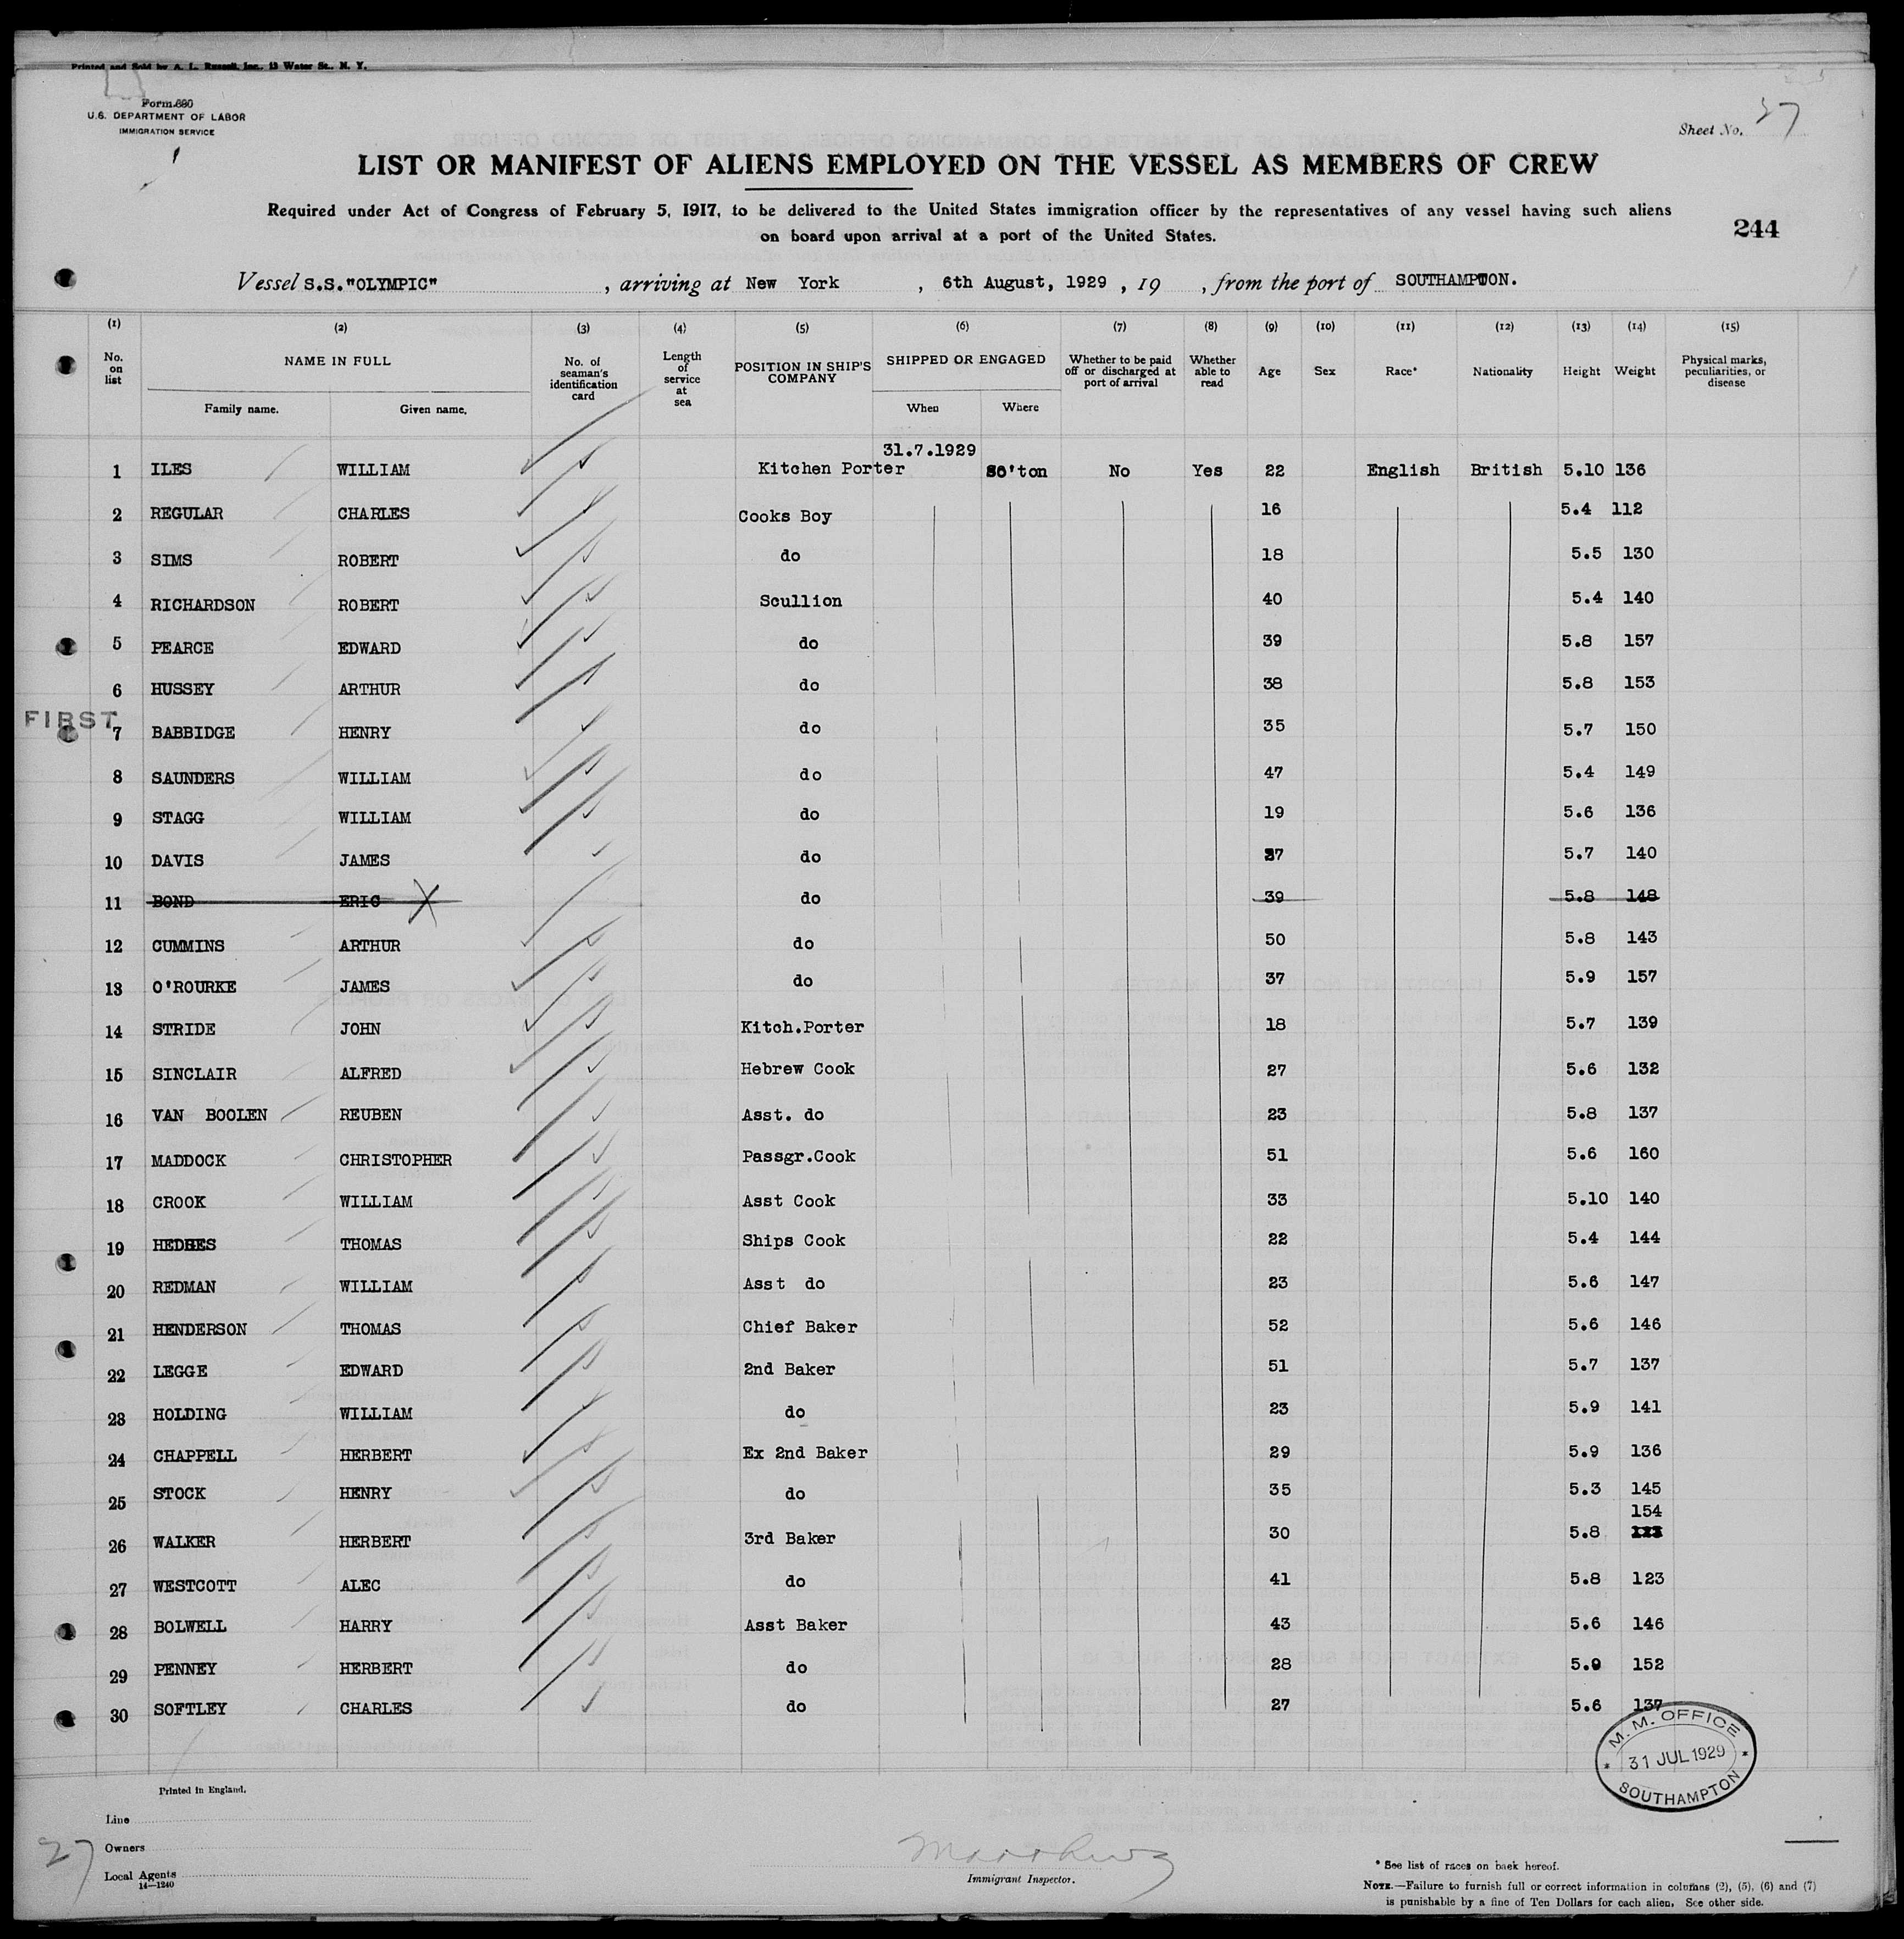 Printed and Sold by A. L. Russell, Inc., 13 Water St., N. Y.
Form 680
U.S. DEPARTMENT OF LABOR
IMMIGRATION SERVICE
Sheet No. 27
LIST OR MANIFEST OF ALIENS EMPLOYED ON THE VESSEL AS MEMBERS OF CREW
Required under Act of Congress of February 5, 1917, to be delivered to the United States immigration officer by the representatives of any vessel having such aliens
on board upon arrival at a port of the United States.
244
Vessel S.S."OLYMPIC" , arriving at New York , 6th August, 1929 , 19 , from the port of SOUTHAMPTON.
(1) (2) (3) (4) (5) (6) (7) (8) (9) (10) (11) (12) (13) (14) (15)
No. on list NAME IN FULL Family name. Given name. No. of seaman's identification card Length of service at sea POSITION IN SHIP'S COMPANY SHIPPED OR ENGAGED When Where Whether to be paid off or discharged at port of arrival Whether able to read Age Sex Race* Nationality Height Weight Physical marks, peculiarities, or disease
31.7.1929
1 ILES WILLIAM Kitchen Porter So'ton No Yes 22 English British 5.10 136
2 REGULAR CHARLES Cooks Boy 16 5.4 112
3 SIMS ROBERT do 18 5.5 130
4 RICHARDSON ROBERT Scullion 40 5.4 140
5 PEARCE EDWARD do 39 5.8 157
6 HUSSEY ARTHUR do 38 5.8 153
FIRST
7 BABBIDGE HENRY do 35 5.7 150
8 SAUNDERS WILLIAM do 47 5.4 149
9 STAGG WILLIAM do 19 5.6 136
10 DAVIS JAMES do 37 5.7 140
11 BOND ERIC X do 39 5.8 148
12 CUMMINS ARTHUR do 50 5.8 143
13 O'ROURKE JAMES do 37 5.9 157
14 STRIDE JOHN Kitch.Porter 18 5.7 139
15 SINCLAIR ALFRED Hebrew Cook 27 5.6 132
16 VAN BOOLEN REUBEN Asst. do 23 5.8 137
17 MADDOCK CHRISTOPHER Passgr.Cook 51 5.6 160
18 CROOK WILLIAM Asst Cook 33 5.10 140
19 THOMAS Ships Cook 22 5.4 144
20 REDMAN WILLIAM Asst do 23 5.6 147
21 HENDERSON THOMAS Chief Baker 52 5.6 146
22 LEGGE EDWARD 2nd Baker 51 5.7 137
23 HOLDING WILLIAM do 23 5.9 141
24 CHAPPELL HERBERT Ex 2nd Baker 29 5.9 136
25 STOCK HENRY do 35 5.3 145
154
26 WALKER HERBERT 3rd Baker 30 5.8
27 WESTCOTT ALEC do 41 5.8 123
28 BOLWELL HARRY Asst Baker 43 5.6 146
29 PENNEY HERBERT do 28 5.9 152
30 SOFTLEY CHARLES do 27 5.6 137
M. M. OFFICE
31 JUL 1929
SOUTHAMPTON
Printed in England.
Line
Owners
Local Agents
14—1240
27
Immigrant Inspector.
* See list of races on back hereof.
NOTE.—Failure to furnish full or correct information in columns (2), (5), (6) and (7)
is punishable by a fine of Ten Dollars for each alien. See other side.